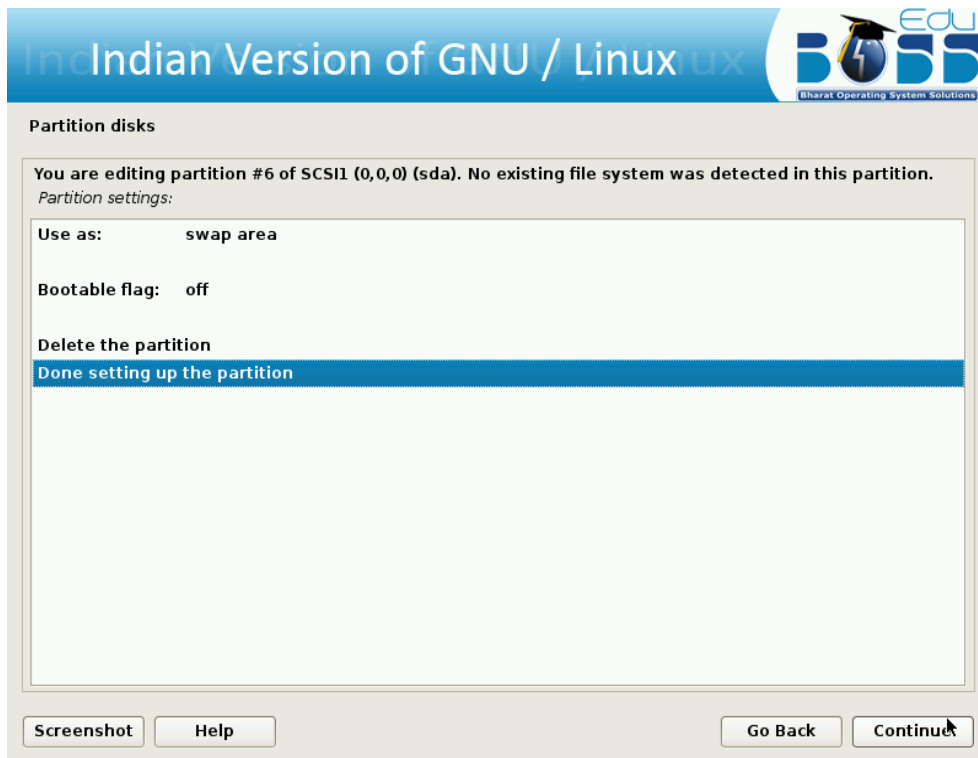 Indian Version of GNU / Linux
Edu
BOSS
Bharat Operating System Solutions
Partition disks
You are editing partition #6 of SCSI1 (0,0,0) (sda). No existing file system was detected in this partition.
Partition settings:
Use as: swap area
Bootable flag: off
Delete the partition
Done setting up the partition
Screenshot Help Go Back Continue